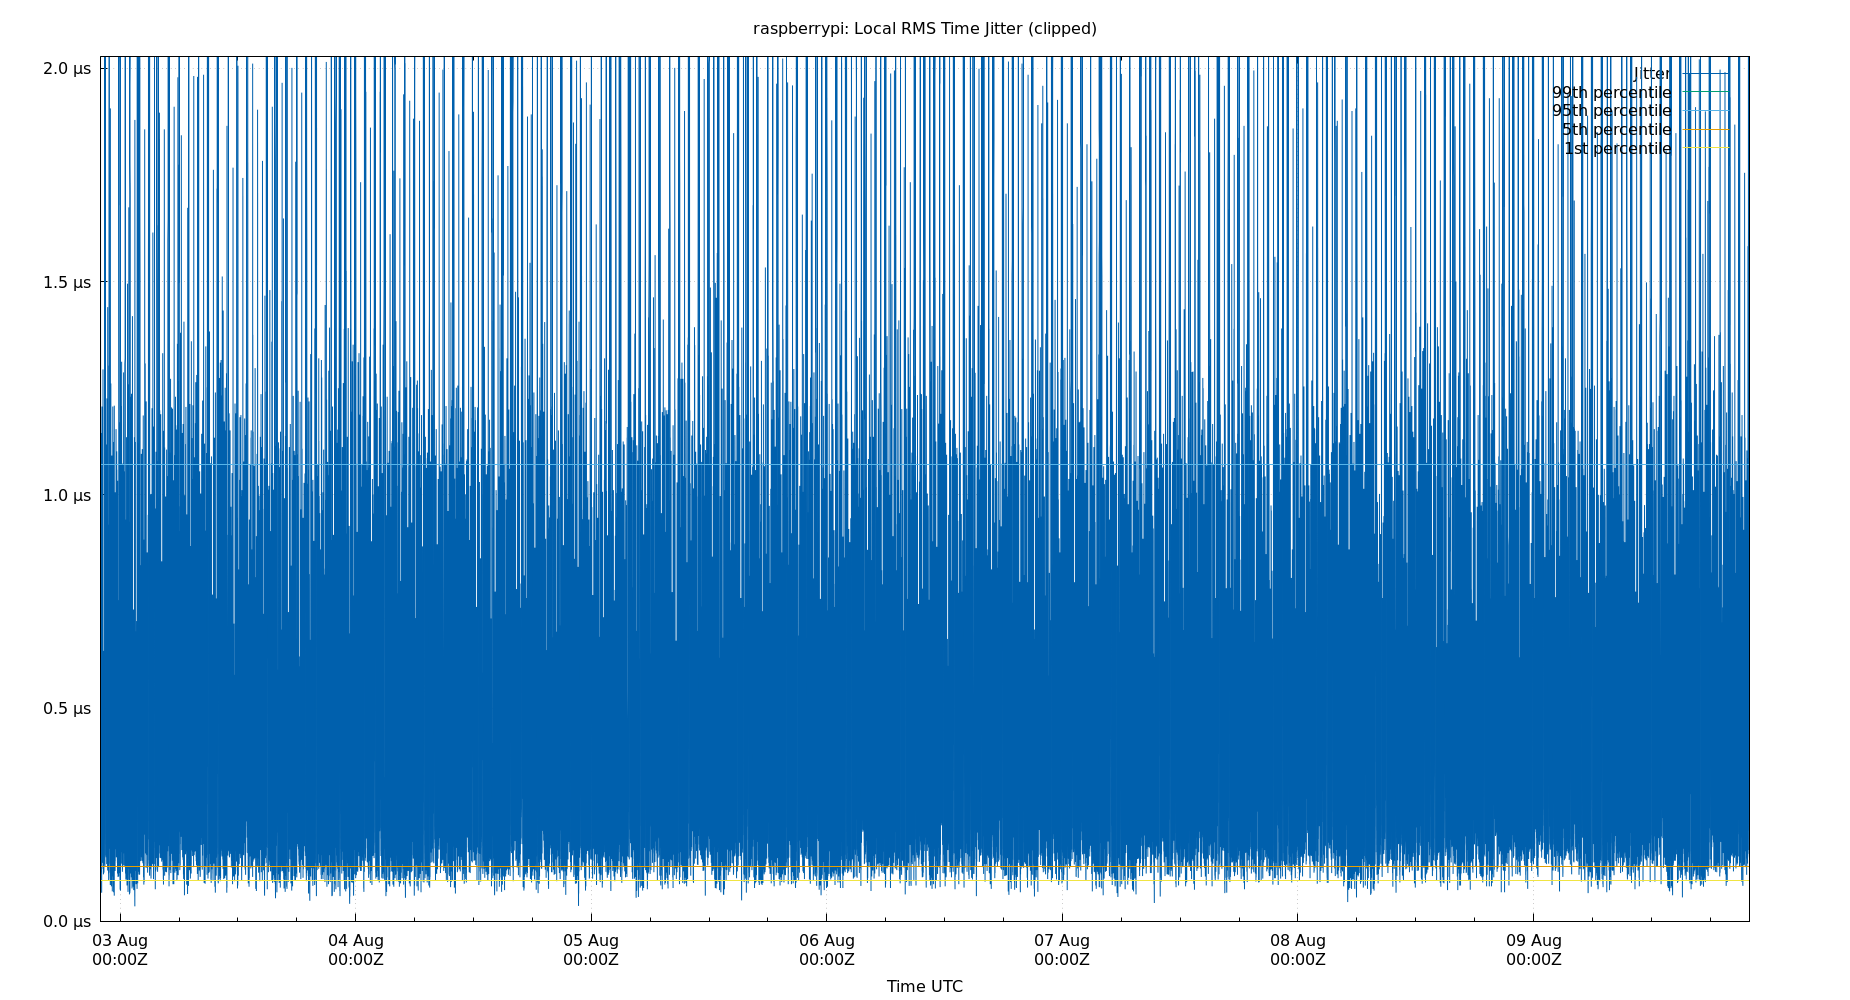 raspberrypi: Local RMS Time Jitter (clipped)
2.0 µs
1.5 µs
1.0 µs
0.5 µs
0.0 µs
Jitter
99th percentile
95th percentile
5th percentile
1st percentile
03 Aug
00:00Z
04 Aug
00:00Z
05 Aug
00:00Z
06 Aug
00:00Z
07 Aug
00:00Z
08 Aug
00:00Z
09 Aug
00:00Z
Time UTC